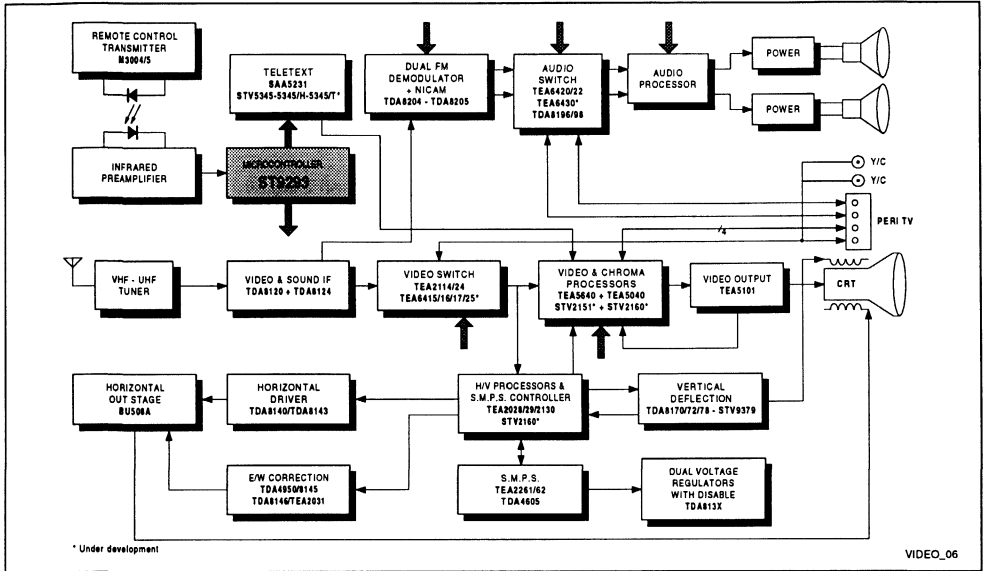 REMOTE CONTROL
TRANSMITTER
M3004/5
TELETEXT
SAA5231
STV5345-5345/H-5345/T*
DUAL FM
DEMODULATOR
+ NICAM
TDA8204 - TDA8205
AUDIO
SWITCH
TEA6420/22
TEA6430*
TDA8196/98
AUDIO
PROCESSOR
POWER
POWER
INFRARED
PREAMPLIFIER
MICROCONTROLLER
ST9293
Y/C
Y/C
PERI TV
/4
VHF - UHF
TUNER
VIDEO & SOUND IF
TDA8120 + TDA8124
VIDEO SWITCH
TEA2114/24
TEA6415/16/17/25*
VIDEO & CHROMA
PROCESSORS
TEA5640 + TEA5040
STV2151* + STV2160*
VIDEO OUTPUT
TEA5101
CRT
HORIZONTAL
OUT STAGE
BU508A
HORIZONTAL
DRIVER
TDA8140/TDA8143
H/V PROCESSORS &
S.M.P.S. CONTROLLER
TEA2028/29/2130
STV2160*
VERTICAL
DEFLECTION
TDA8170/72/78 - STV9379
E/W CORRECTION
TDA4950/8145
TDA8146/TEA2031
S.M.P.S.
TEA2261/62
TDA4605
DUAL VOLTAGE
REGULATORS
WITH DISABLE
TDA813X
* Under development
VIDEO_06